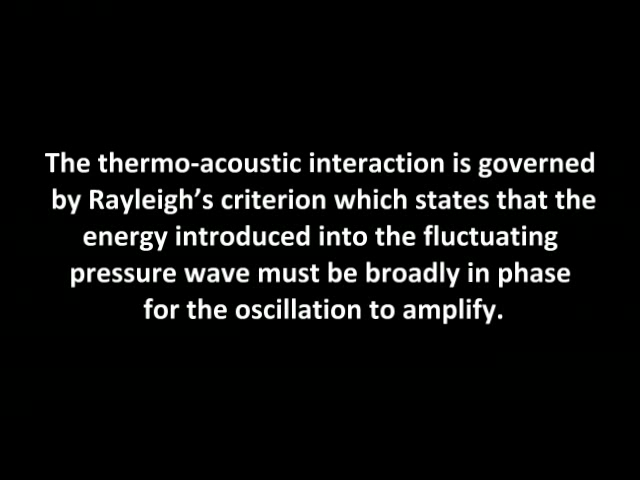 The thermo-acoustic interaction is governed
by Rayleigh’s criterion which states that the
energy introduced into the fluctuating
pressure wave must be broadly in phase
for the oscillation to amplify.